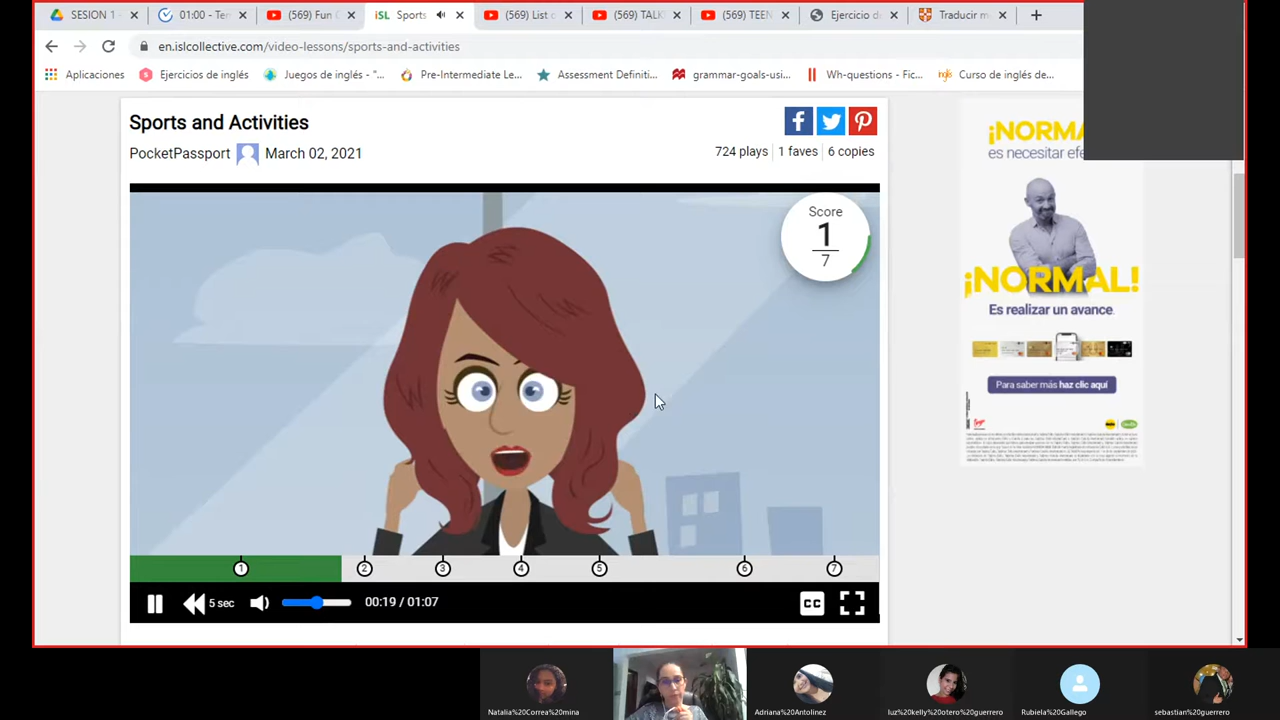 SESION 1 -
01:00 - Ter
(569) Fun E
iSL Sports
(569) List o
(569) TALK
(569) TEEN
Ejercicio de
Traducir m
en.islcollective.com/video-lessons/sports-and-activities
Aplicaciones
Ejercicios de inglés
Juegos de inglés - "...
Pre-Intermediate Le...
Assessment Definiti...
grammar-goals-usi...
Wh-questions - Fic...
Curso de inglés de...
Sports and Activities
PocketPassport
March 02, 2021
724 plays
1 faves
6 copies
Score
1
7
1
2
3
4
5
6
7
5 sec
00:19 / 01:07
CC
¡NORMA
es necesitar efe
¡NORMAL!
Es realizar un avance.
Para saber más haz clic aquí
Natalia%20Correa%20mina
Adriana%20Antolinez
luz%20kelly%20otero%20guerrero
Rubiela%20Gallego
sebastian%20guerrero